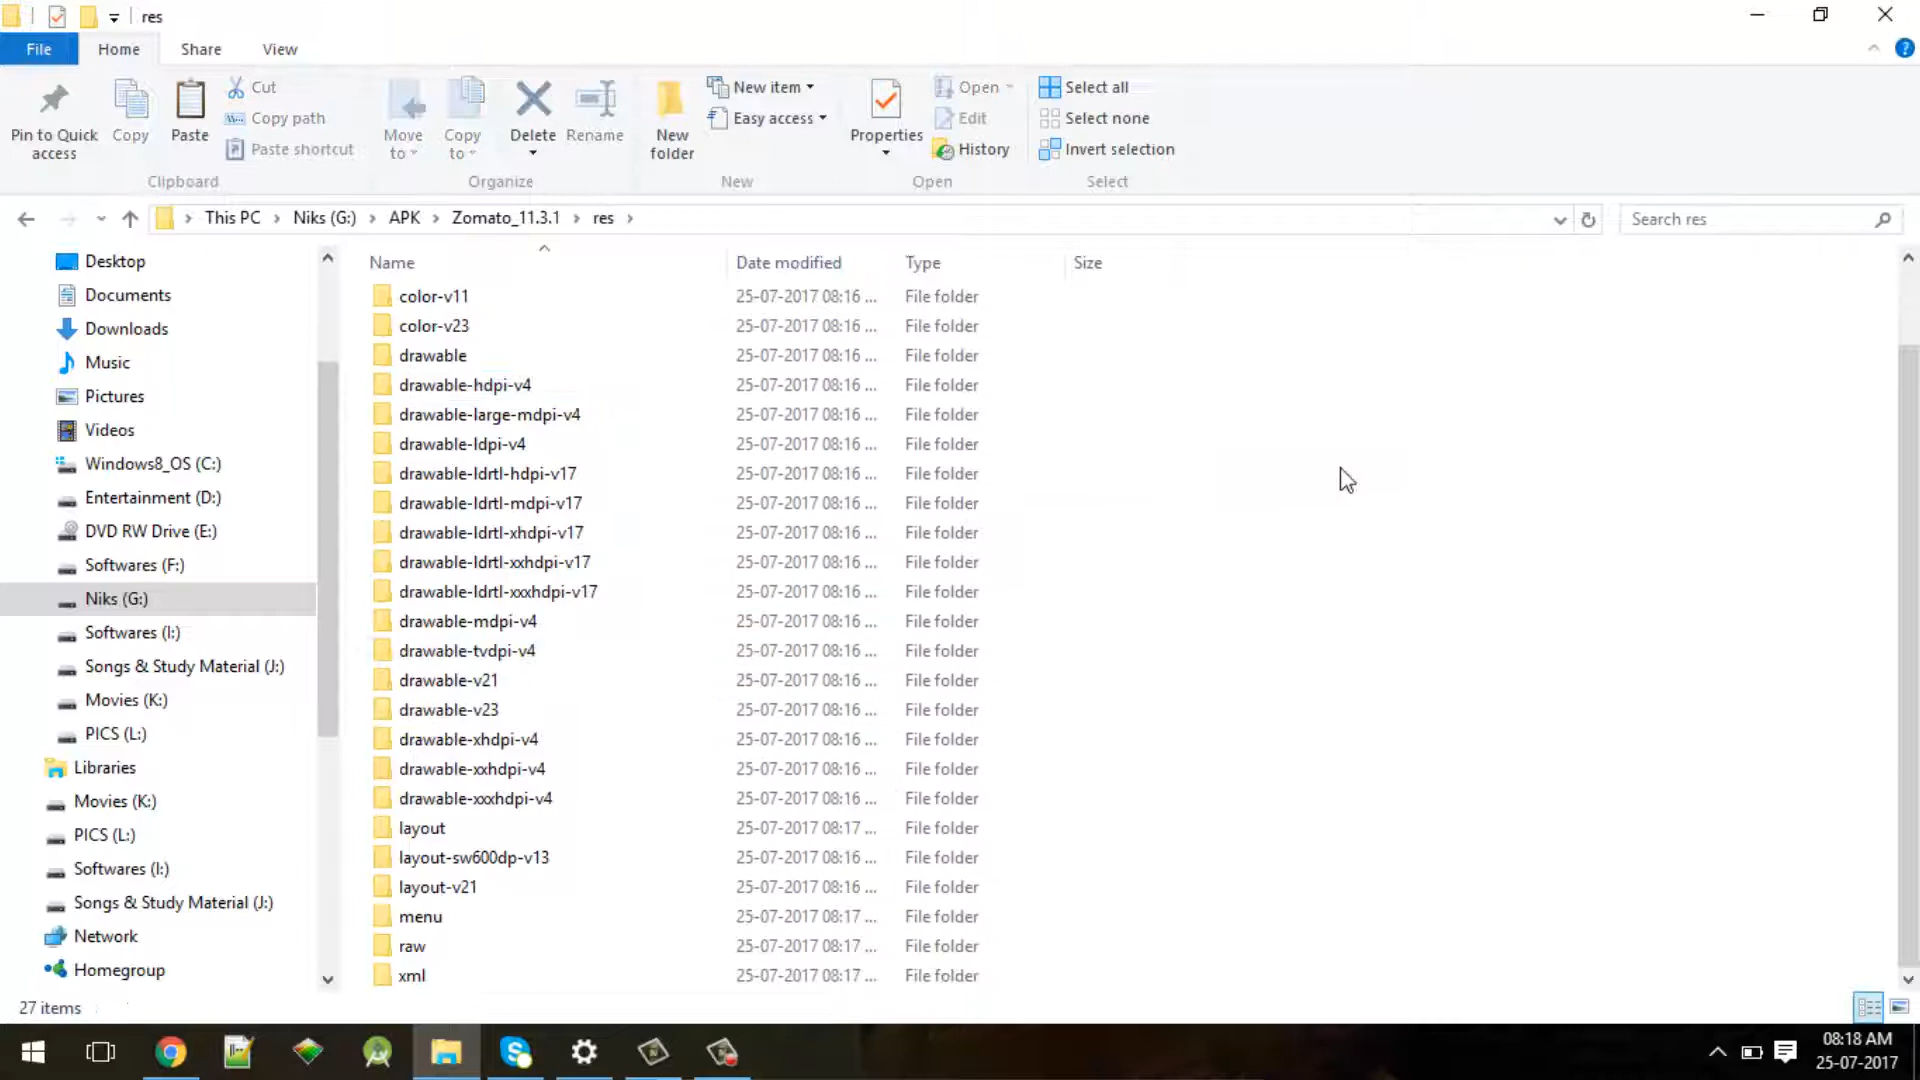 res
File Home Share View
Pin to Quick access
Copy
Paste
Cut
Copy path
Paste shortcut
Clipboard
Move to
Copy to
Delete
Rename
Organize
New folder
New item
Easy access
New
Properties
Open
Edit
History
Open
Select all
Select none
Invert selection
Select
This PC Niks (G:) APK Zomato_11.3.1 res
Search res
Desktop
Documents
Downloads
Music
Pictures
Videos
Windows8_OS (C:)
Entertainment (D:)
DVD RW Drive (E:)
Softwares (F:)
Niks (G:)
Softwares (I:)
Songs & Study Material (J:)
Movies (K:)
PICS (L:)
Libraries
Movies (K:)
PICS (L:)
Softwares (I:)
Songs & Study Material (J:)
Network
Homegroup
Name Date modified Type Size
color-v11 25-07-2017 08:16 ... File folder
color-v23 25-07-2017 08:16 ... File folder
drawable 25-07-2017 08:16 ... File folder
drawable-hdpi-v4 25-07-2017 08:16 ... File folder
drawable-large-mdpi-v4 25-07-2017 08:16 ... File folder
drawable-ldpi-v4 25-07-2017 08:16 ... File folder
drawable-ldrtl-hdpi-v17 25-07-2017 08:16 ... File folder
drawable-ldrtl-mdpi-v17 25-07-2017 08:16 ... File folder
drawable-ldrtl-xhdpi-v17 25-07-2017 08:16 ... File folder
drawable-ldrtl-xxhdpi-v17 25-07-2017 08:16 ... File folder
drawable-ldrtl-xxxhdpi-v17 25-07-2017 08:16 ... File folder
drawable-mdpi-v4 25-07-2017 08:16 ... File folder
drawable-tvdpi-v4 25-07-2017 08:16 ... File folder
drawable-v21 25-07-2017 08:16 ... File folder
drawable-v23 25-07-2017 08:16 ... File folder
drawable-xhdpi-v4 25-07-2017 08:16 ... File folder
drawable-xxhdpi-v4 25-07-2017 08:16 ... File folder
drawable-xxxhdpi-v4 25-07-2017 08:16 ... File folder
layout 25-07-2017 08:17 ... File folder
layout-sw600dp-v13 25-07-2017 08:16 ... File folder
layout-v21 25-07-2017 08:16 ... File folder
menu 25-07-2017 08:17 ... File folder
raw 25-07-2017 08:17 ... File folder
xml 25-07-2017 08:17 ... File folder
27 items
08:18 AM
25-07-2017